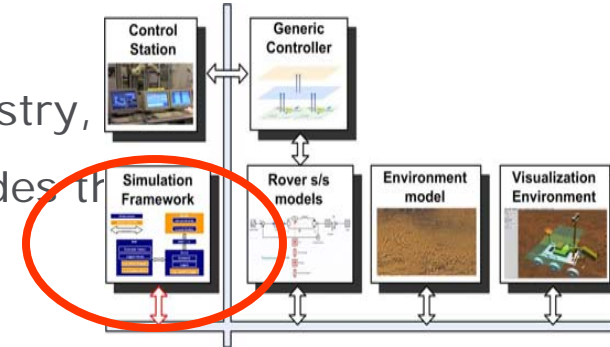 Control
Station
Generic
Controller
stry,
des th
Simulation
Framework
Rover s/s
models
Environment
model
Visualization
Environment